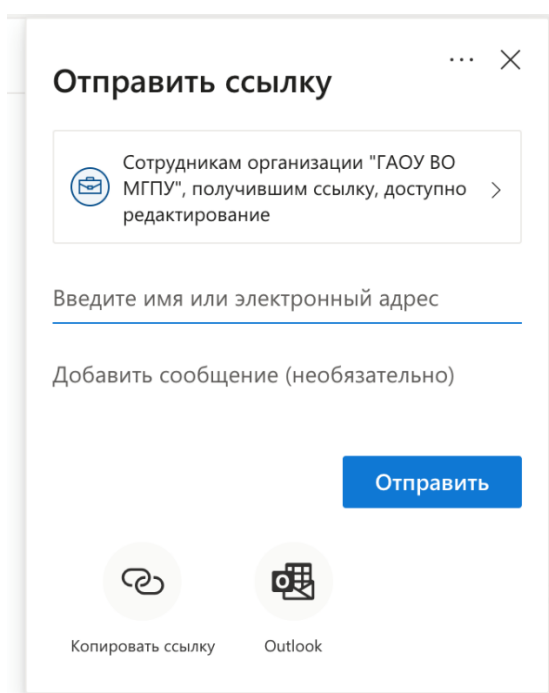 Отправить ссылку
Сотрудникам организации "ГАОУ ВО
МГПУ", получившим ссылку, доступно
редактирование
Введите имя или электронный адрес
Добавить сообщение (необязательно)
Отправить
Копировать ссылку
Outlook